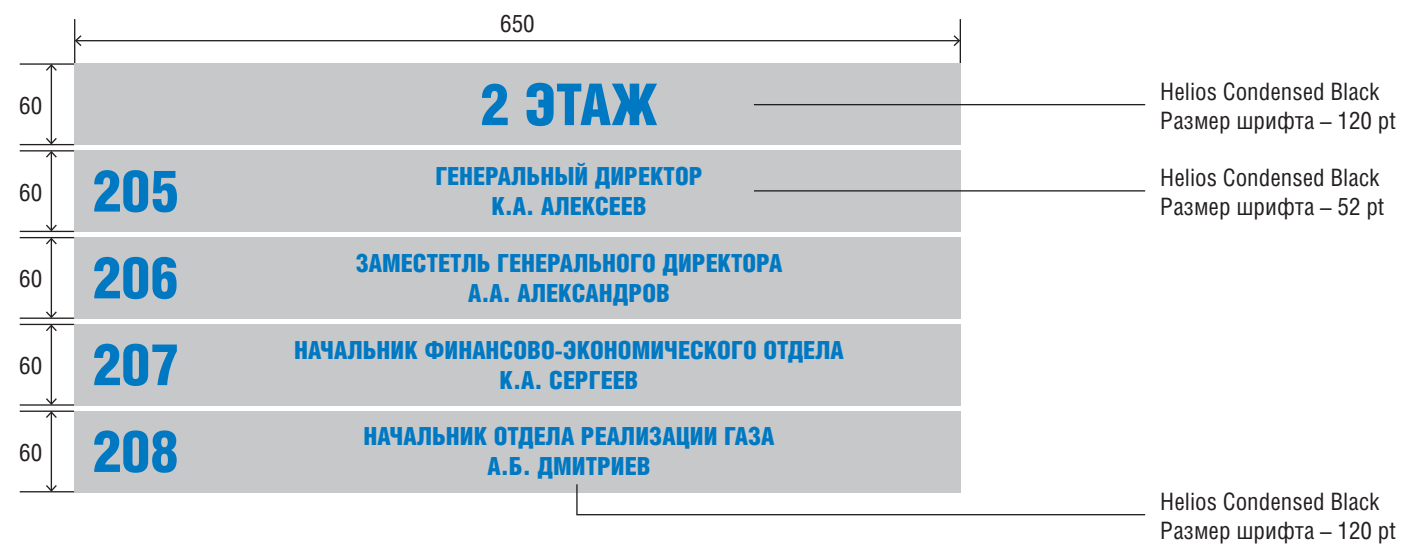 650
60
2 ЭТАЖ
Helios Condensed Black
Размер шрифта – 120 pt
60
205
ГЕНЕРАЛЬНЫЙ ДИРЕКТОР
К.А. АЛЕКСЕЕВ
Helios Condensed Black
Размер шрифта – 52 pt
60
206
ЗАМЕСТЕТЛЬ ГЕНЕРАЛЬНОГО ДИРЕКТОРА
А.А. АЛЕКСАНДРОВ
60
207
НАЧАЛЬНИК ФИНАНСОВО-ЭКОНОМИЧЕСКОГО ОТДЕЛА
К.А. СЕРГЕЕВ
60
208
НАЧАЛЬНИК ОТДЕЛА РЕАЛИЗАЦИИ ГАЗА
А.Б. ДМИТРИЕВ
Helios Condensed Black
Размер шрифта – 120 pt